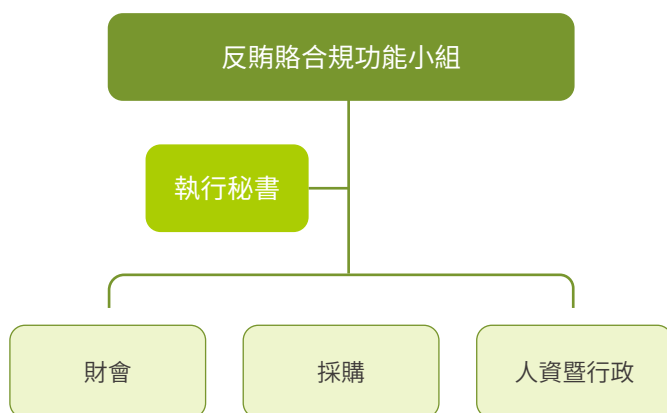 反賄賂合規功能小組
執行秘書
財會
採購
人資暨行政